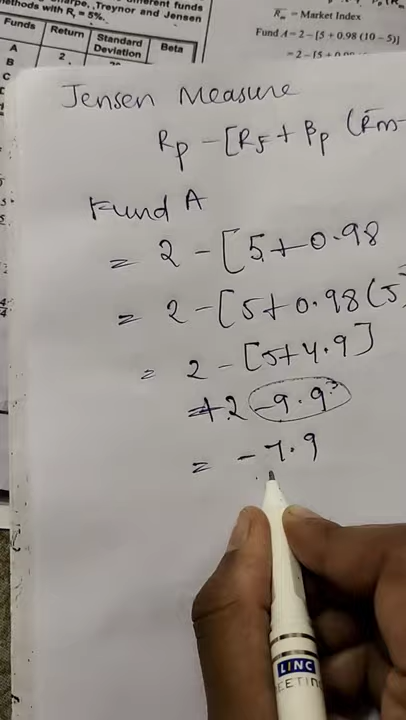 different funds
methods with Rf = 5%. , Treynor and Jensen
Funds Return Standard Deviation Beta
A 2
B
C
= Market Index
Fund A = 2 – [5 + 0.98 (10 – 5)]
Jensen Measure
Rp – [Rf + βp (Rm –
Fund A
= 2 – [5 + 0.98
= 2 – [5 + 0.98 (5
= 2 – [5+4.9]
+2 –9.9
= –7.9
LINC